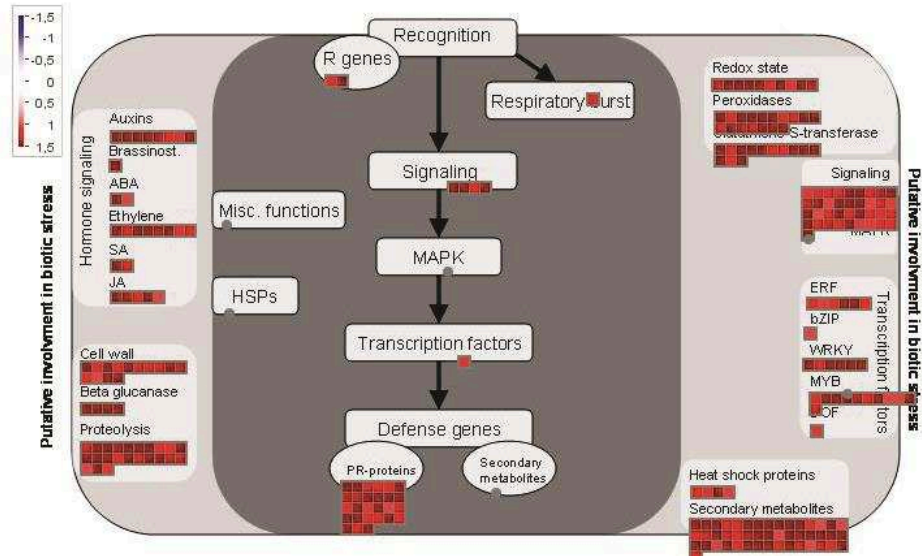 -1,5
-1
-0,5
0
0,5
1
1,5
Recognition
R genes
Respiratory burst
Signaling
Misc. functions
MAPK
HSPs
Transcription factors
Defense genes
PR-proteins
Secondary
metabolites
Putative involvment in biotic stress
Hormone signaling
Auxins
Brassinost.
ABA
Ethylene
SA
JA
Cell wall
Beta glucanase
Proteolysis
Redox state
Peroxidases
Glutathione-S-transferase
Signaling
MAPK
ERF
bZIP
WRKY
MYB
DOF
Transcription factors
Heat shock proteins
Secondary metabolites
Putative involvment in biotic stress